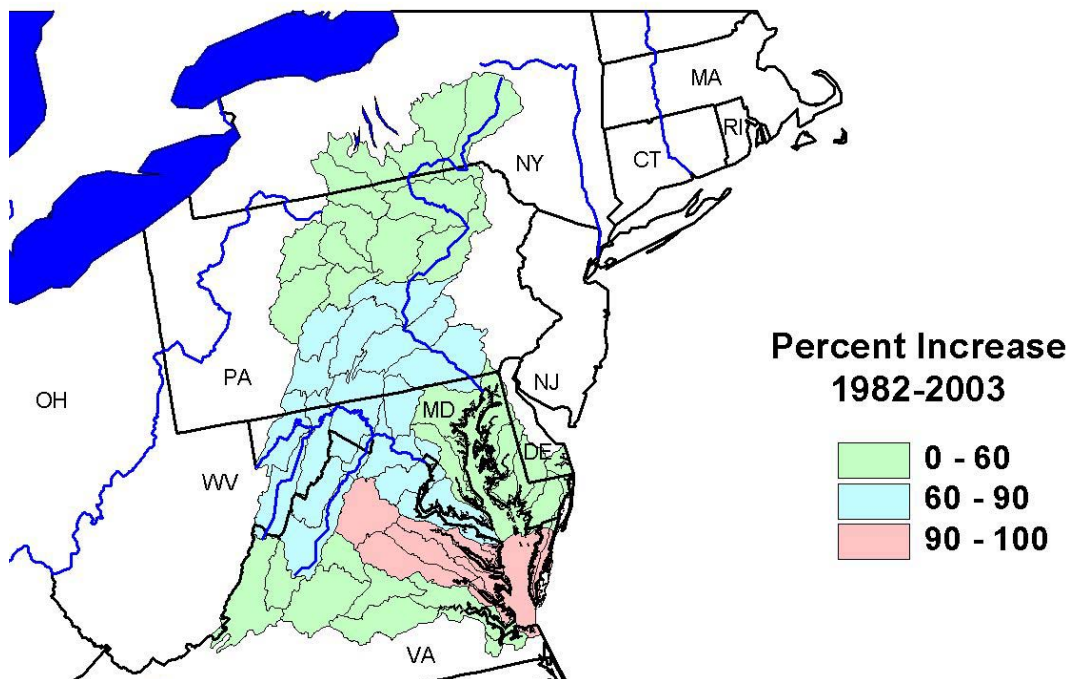 MA
RI
CT
NY
PA
NJ
OH
MD
DE
WV
VA
Percent Increase
1982-2003
0 - 60
60 - 90
90 - 100